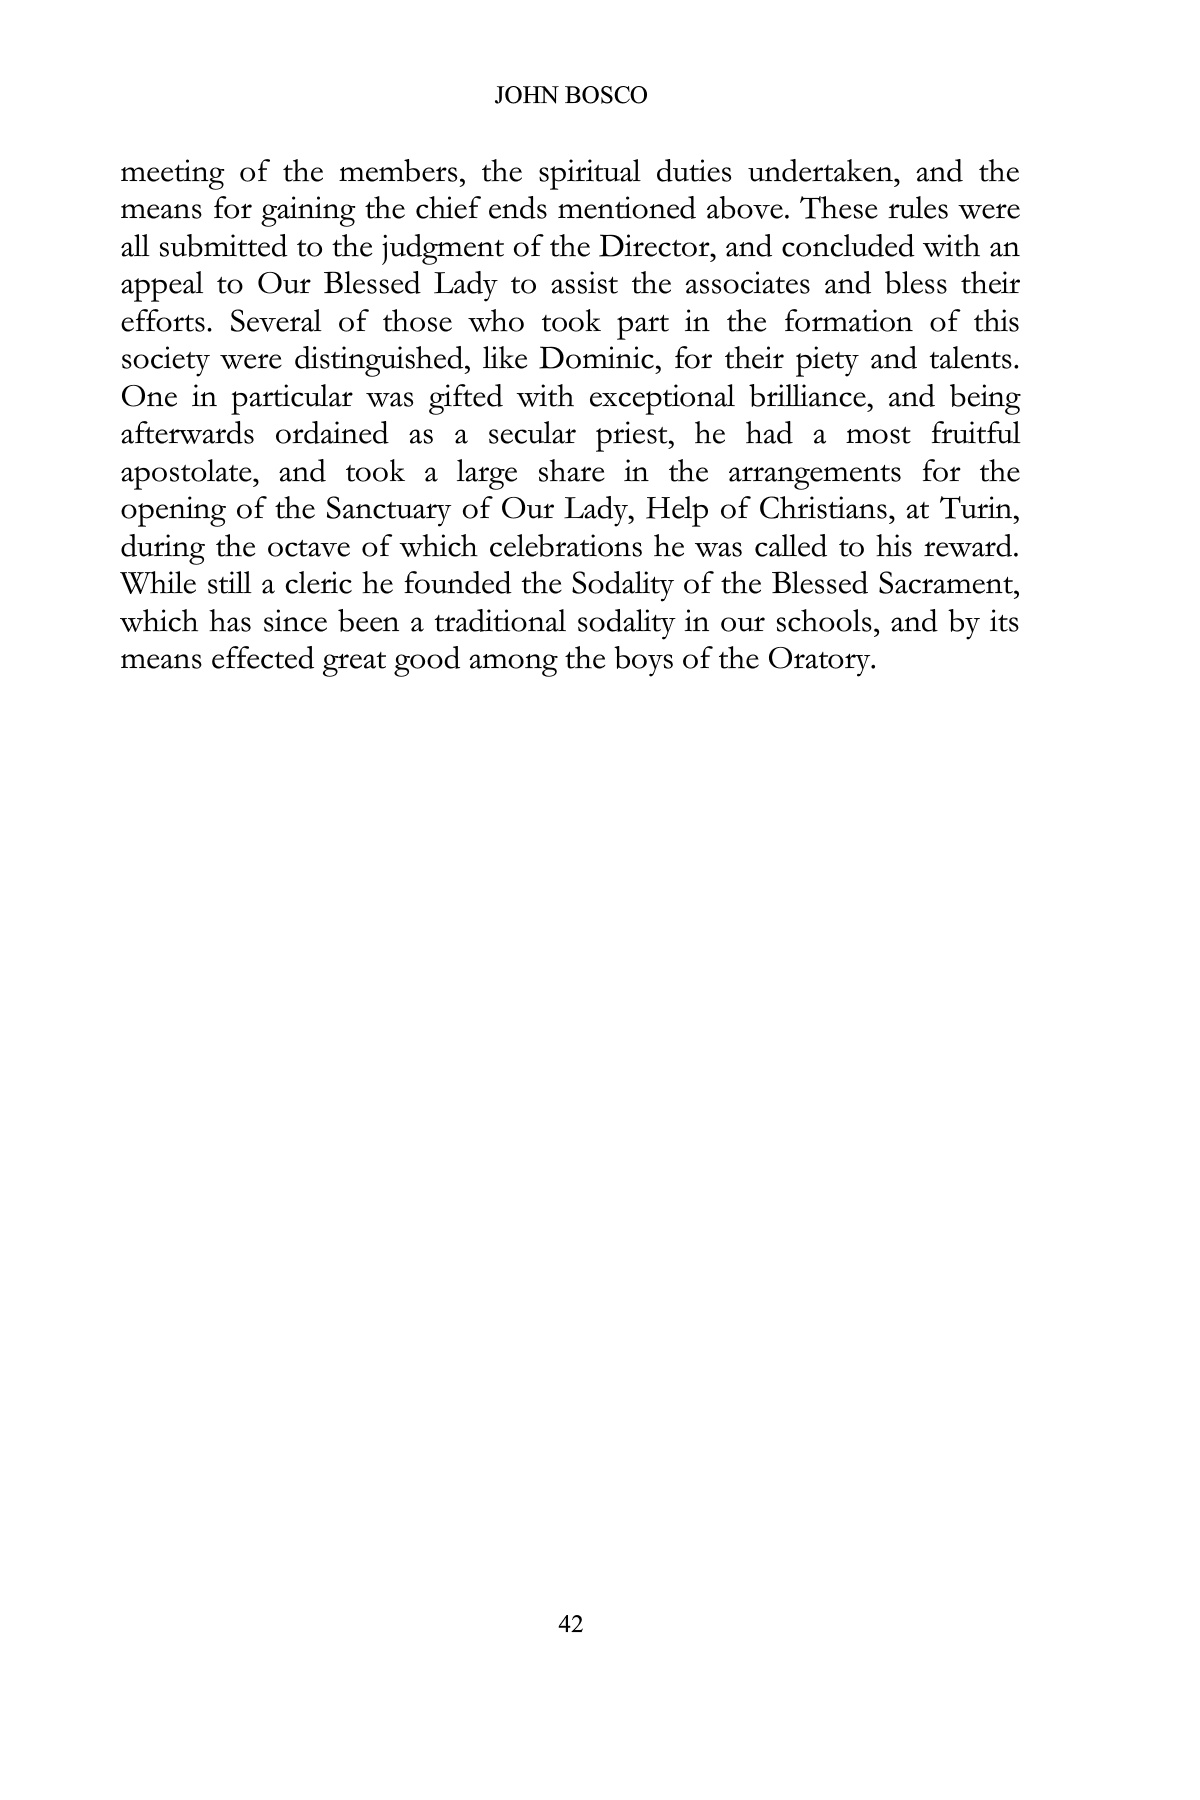 JOHN BOSCO
meeting of the members, the spiritual duties undertaken, and the
means for gaining the chief ends mentioned above. These rules were
all submitted to the judgment of the Director, and concluded with an
appeal to Our Blessed Lady to assist the associates and bless their
efforts. Several of those who took part in the formation of this
society were distinguished, like Dominic, for their piety and talents.
One in particular was gifted with exceptional brilliance, and being
afterwards ordained as a secular priest, he had a most fruitful
apostolate, and took a large share in the arrangements for the
opening of the Sanctuary of Our Lady, Help of Christians, at Turin,
during the octave of which celebrations he was called to his reward.
While still a cleric he founded the Sodality of the Blessed Sacrament,
which has since been a traditional sodality in our schools, and by its
means effected great good among the boys of the Oratory.
42